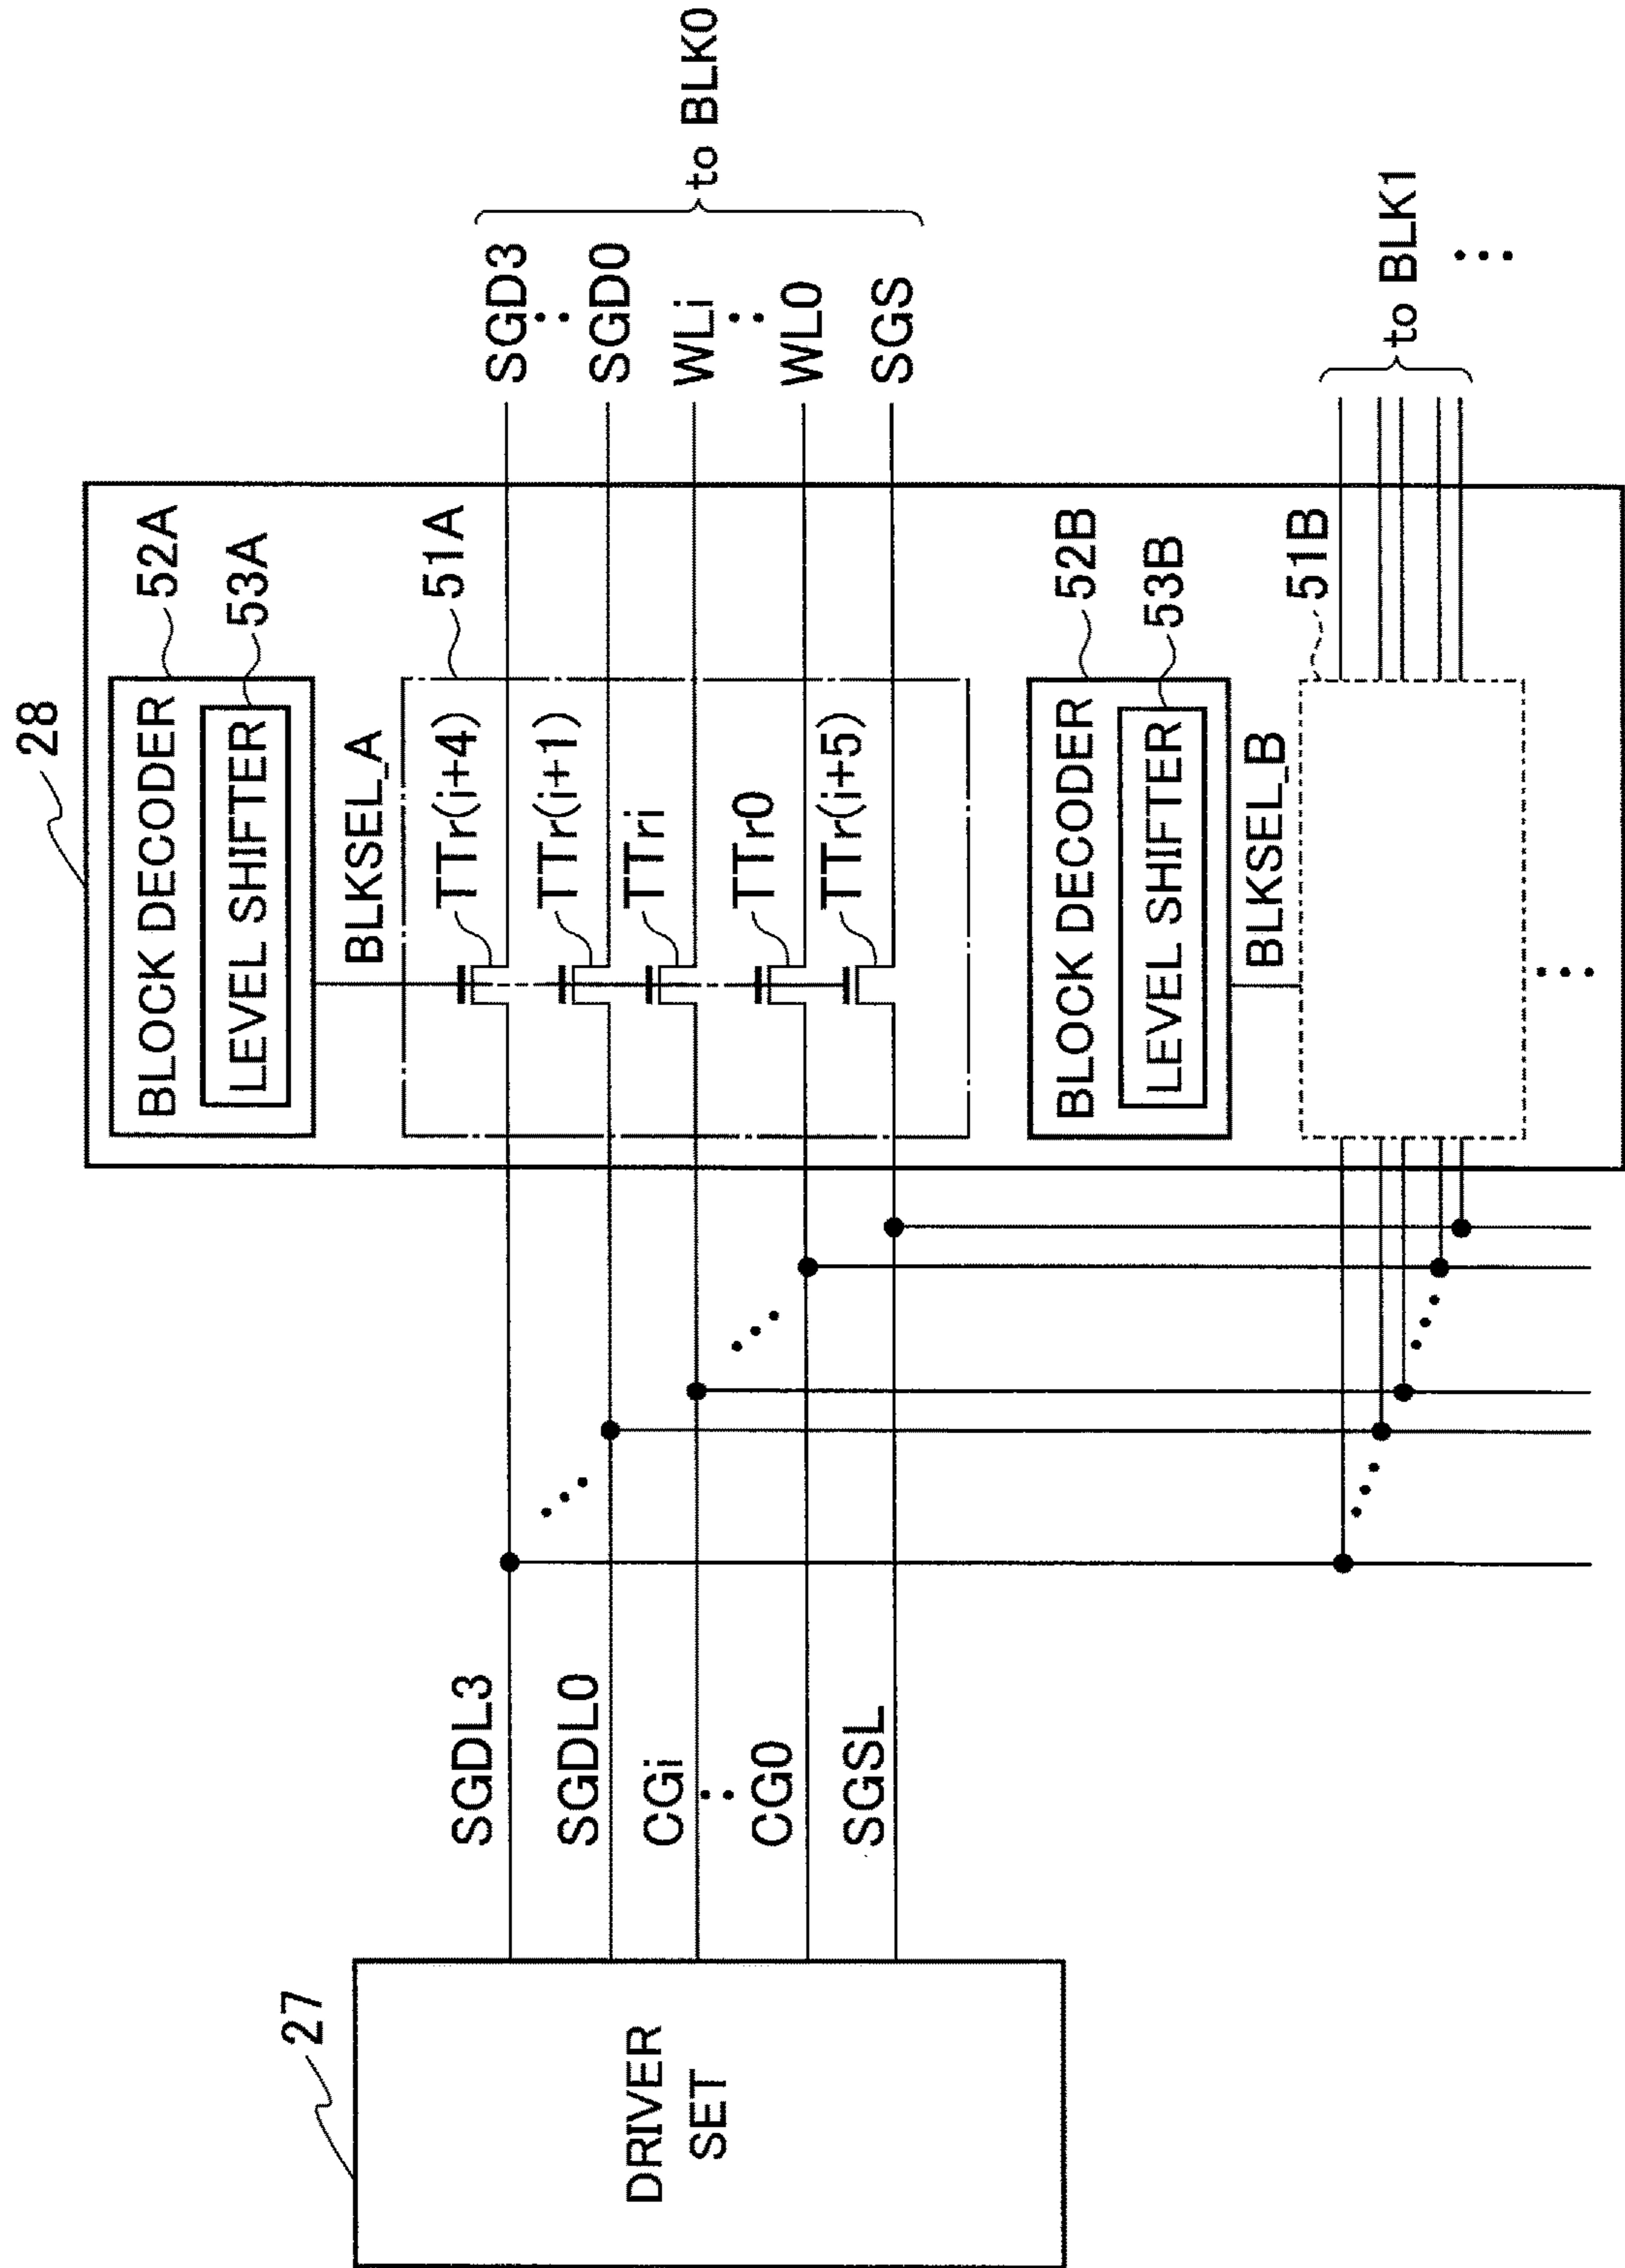 28
BLOCK DECODER
52A
LEVEL SHIFTER
53A
BLKSEL_A
51A
TTr(i+4)
TTr(i+1)
TTri
TTr0
TTr(i+5)
SGD3
SGD0
WLi
WL0
SGS
to BLK0
BLOCK DECODER
52B
LEVEL SHIFTER
53B
BLKSEL_B
51B
to BLK1
27
DRIVER
SET
SGDL3
SGDL0
CGi
CG0
SGSL